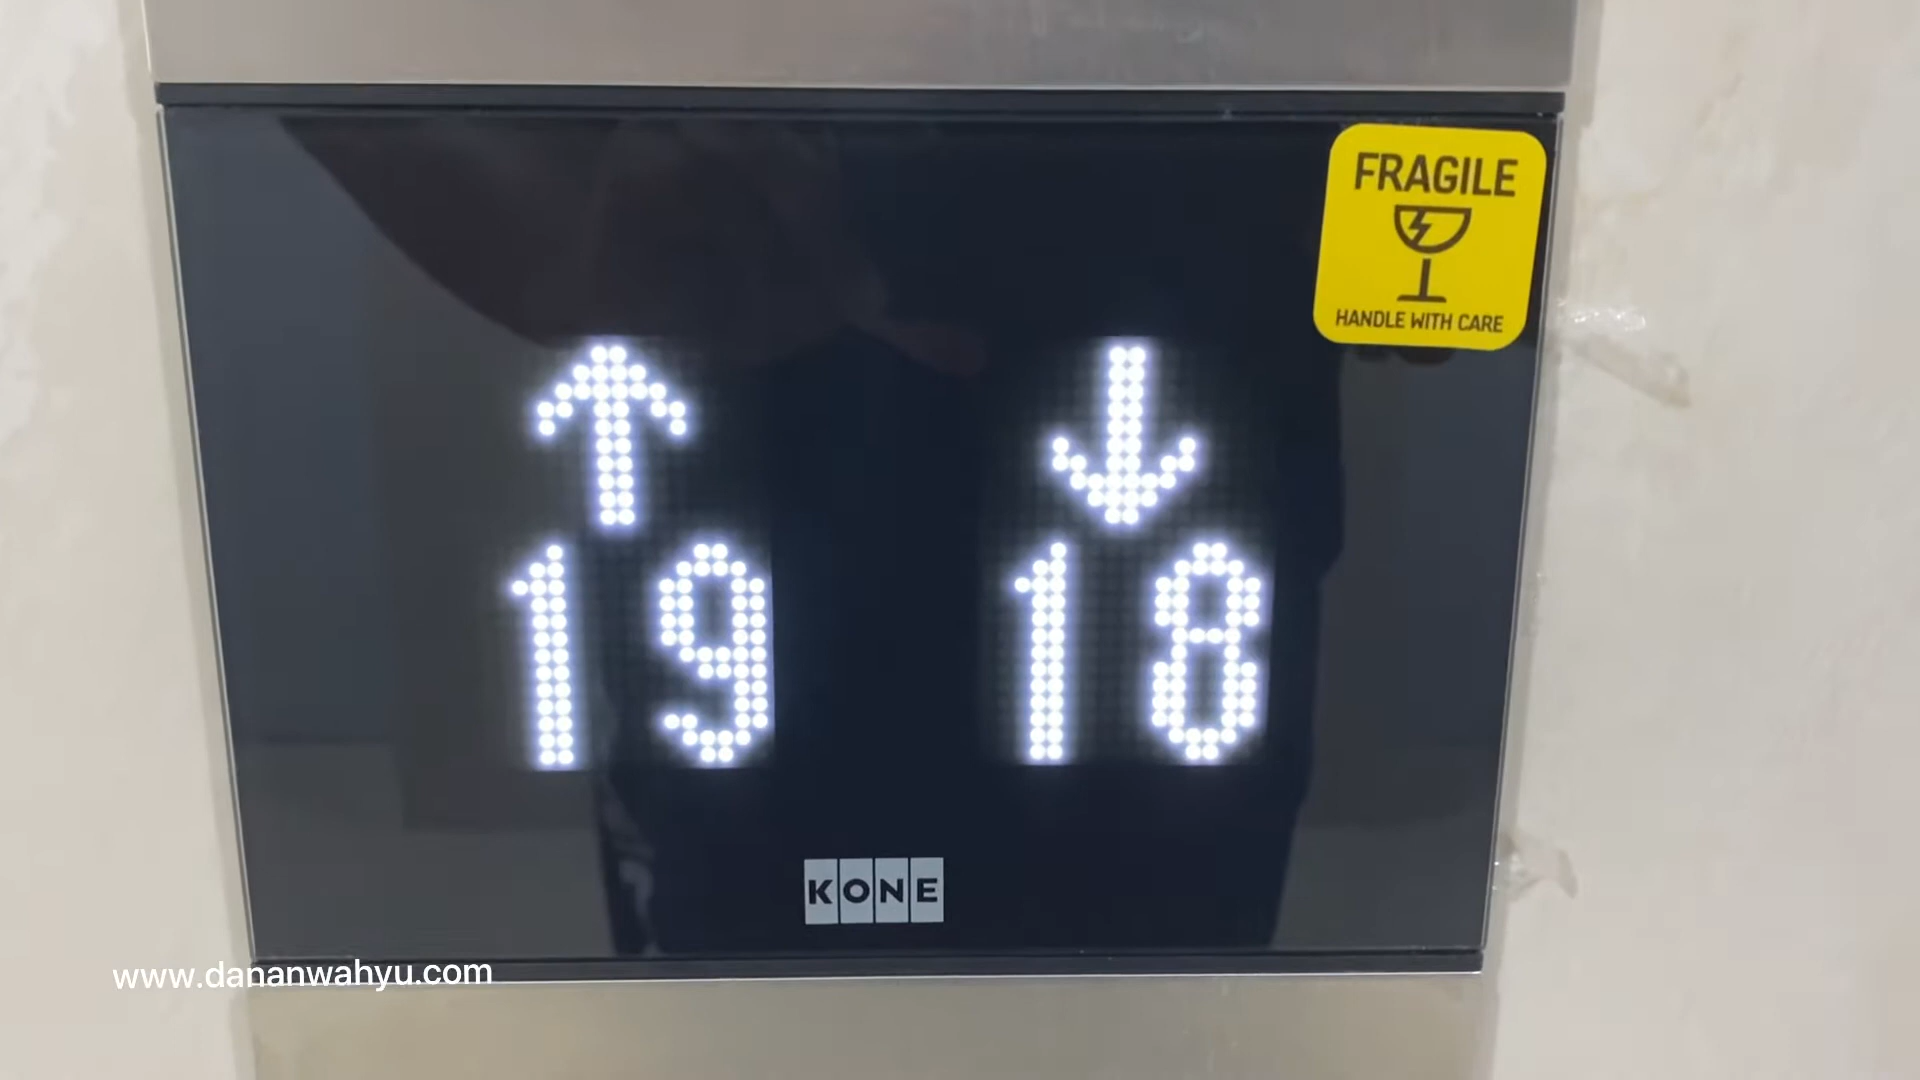 FRAGILE
HANDLE WITH CARE
↑ ↓
19 18
KONE
www.dananwahyu.com